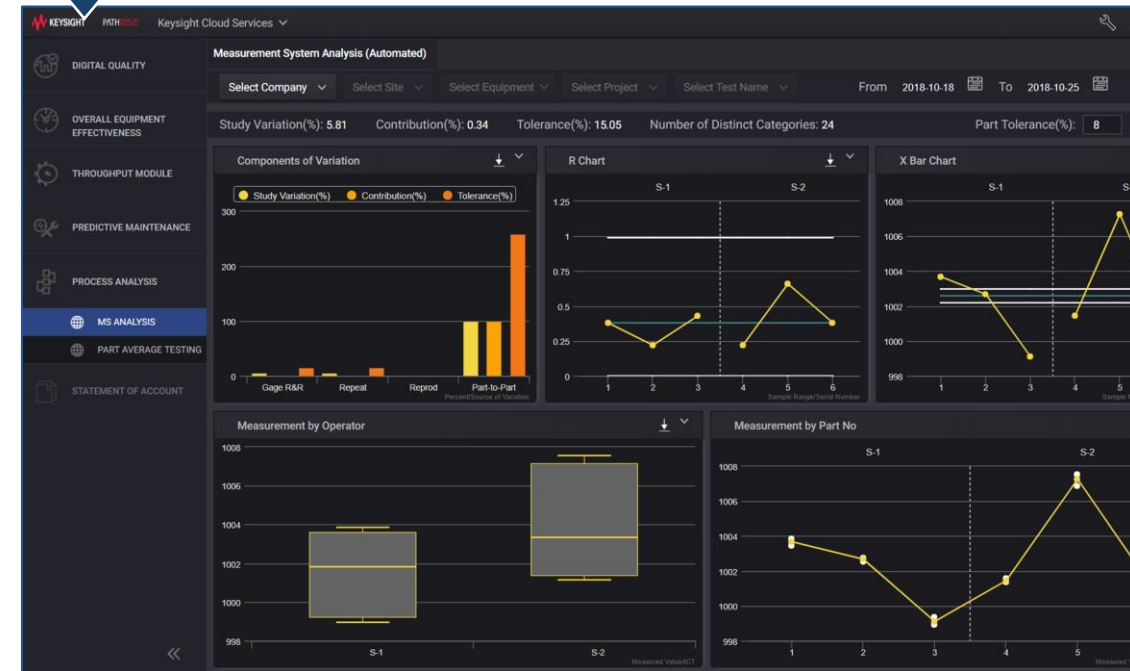 KEYSIGHT PATHWAVE Keysight Cloud Services
DIGITAL QUALITY
OVERALL EQUIPMENT
EFFECTIVENESS
THROUGHPUT MODULE
PREDICTIVE MAINTENANCE
PROCESS ANALYSIS
MS ANALYSIS
PART AVERAGE TESTING
STATEMENT OF ACCOUNT
Measurement System Analysis (Automated)
Select Company Select Site Select Equipment Select Project Select Test Name From 2018-10-18 To 2018-10-25
Study Variation(%): 5.81 Contribution(%): 0.34 Tolerance(%): 15.05 Number of Distinct Categories: 24 Part Tolerance(%): 8
Components of Variation
Study Variation(%) Contribution(%) Tolerance(%)
300
200
100
0
Gage R&R Repeat Reprod Part-to-Part
Percent/Source of Variation
R Chart
S-1 S-2
1.25
1
0.75
0.5
0.25
0
1 2 3 4 5 6
Sample Range/Serial Number
X Bar Chart
S-1
1008
1006
1004
1002
1000
998
1 2 3 4 5
Sample
Measurement by Operator
1008
1006
1004
1002
1000
998
S-1 S-2
Measured Value/ICT
Measurement by Part No
S-1 S-2
1008
1006
1004
1002
1000
998
1 2 3 4 5
Measured